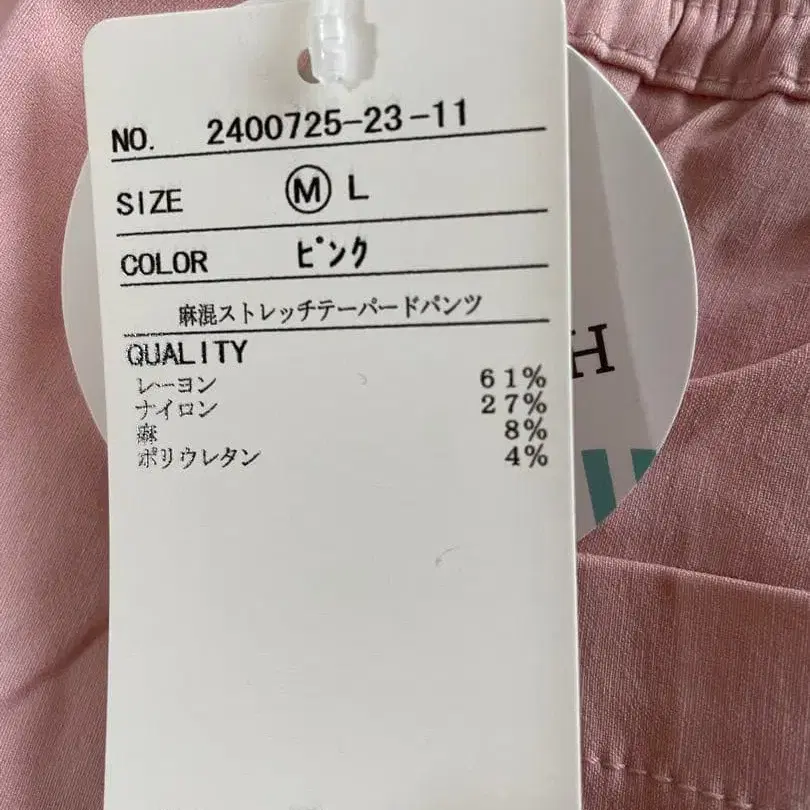 NO. 2400725-23-11
SIZE Ⓜ L
COLOR ピンク
麻混ストレッチテーパードパンツ
QUALITY
レーヨン 61%
ナイロン 27%
麻 8%
ポリウレタン 4%
H